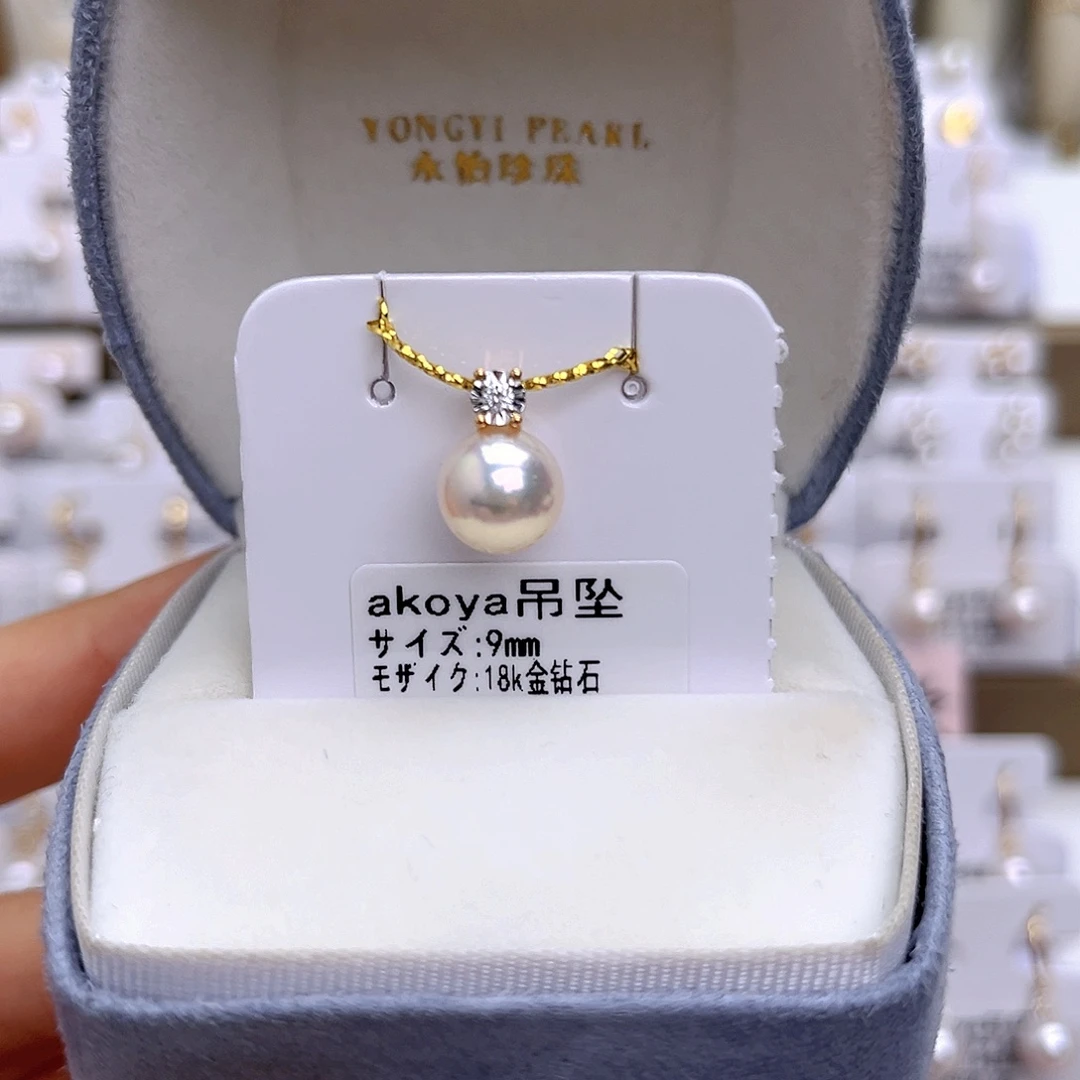 YONGYI PEARL
永怡珍珠
akoya吊坠
サイズ:9mm
モザイク:18k金钻石